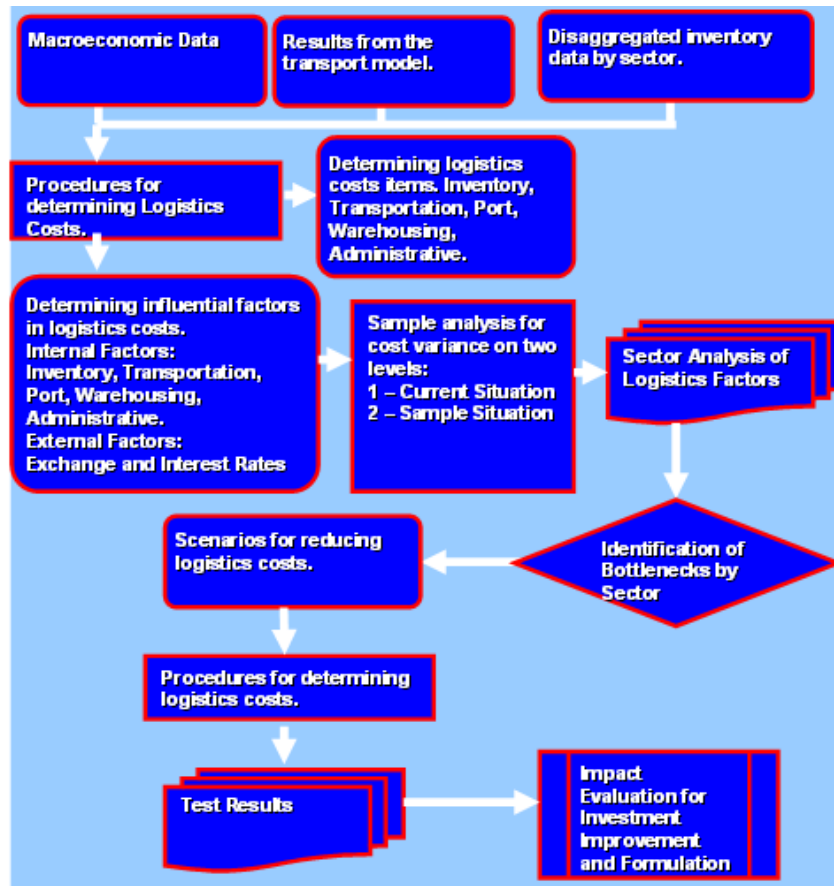 Macroeconomic Data
Results from the
transport model.
Disaggregated inventory
data by sector.
Procedures for
determining Logistics
Costs.
Determining logistics
costs items. Inventory,
Transportation, Port,
Warehousing,
Administrative.
Determining influential factors
in logistics costs.
Internal Factors:
Inventory, Transportation,
Port, Warehousing,
Administrative.
External Factors:
Exchange and Interest Rates
Sample analysis for
cost variance on two
levels:
1 – Current Situation
2 – Sample Situation
Sector Analysis of
Logistics Factors
Identification of
Bottlenecks by
Sector
Scenarios for reducing
logistics costs.
Procedures for determining
logistics costs.
Test Results
Impact
Evaluation for
Investment
Improvement
and Formulation